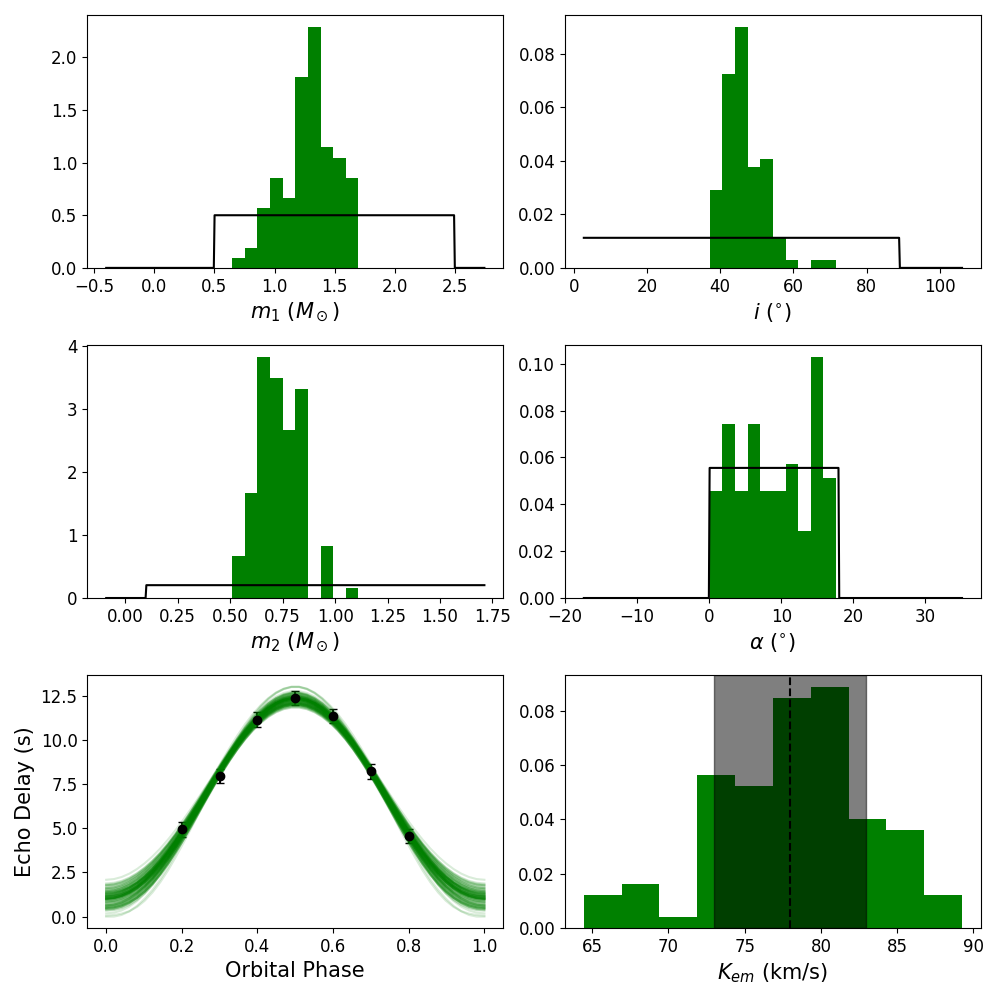 2.0
1.5
1.0
0.5
0.0
−0.5 0.0 0.5 1.0 1.5 2.0 2.5
m₁ (M⊙)
0.08
0.06
0.04
0.02
0.00
0 20 40 60 80 100
i (°)
4
3
2
1
0
0.00 0.25 0.50 0.75 1.00 1.25 1.50 1.75
m₂ (M⊙)
0.10
0.08
0.06
0.04
0.02
0.00
−20 −10 0 10 20 30
α (°)
Echo Delay (s)
12.5
10.0
7.5
5.0
2.5
0.0
0.0 0.2 0.4 0.6 0.8 1.0
Orbital Phase
0.08
0.06
0.04
0.02
0.00
65 70 75 80 85 90
Kₑₘ (km/s)